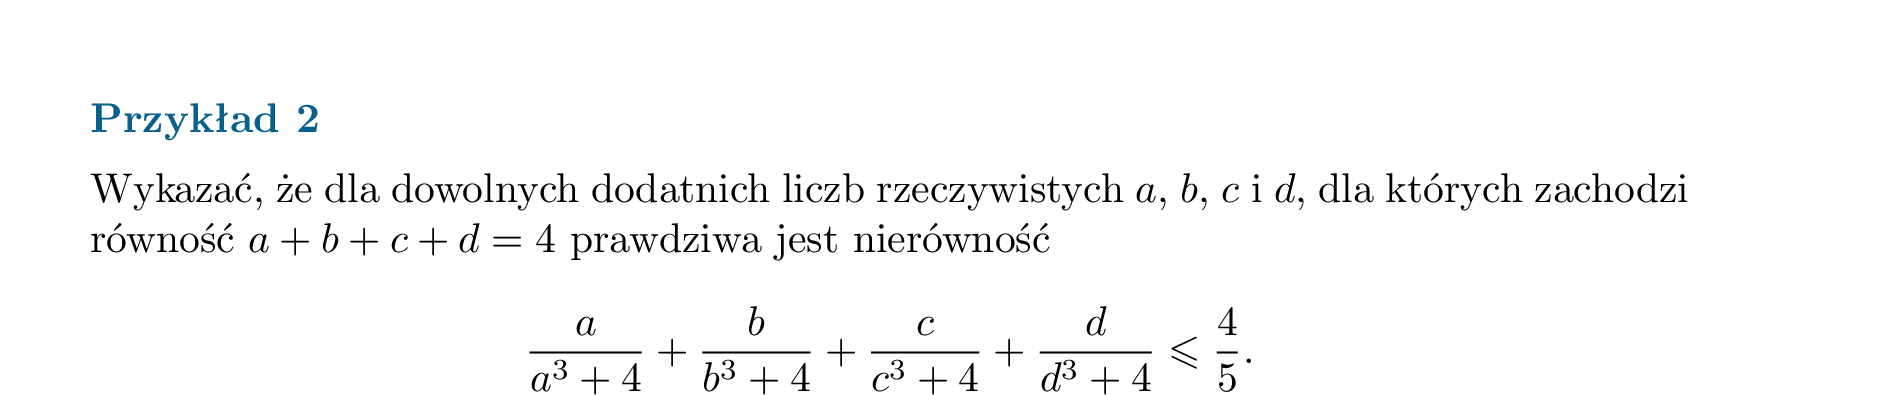 Przykład 2
Wykazać, że dla dowolnych dodatnich liczb rzeczywistych a, b, c i d, dla których zachodzi
równość a + b + c + d = 4 prawdziwa jest nierówność
\frac{a}{a^3 + 4} + \frac{b}{b^3 + 4} + \frac{c}{c^3 + 4} + \frac{d}{d^3 + 4} ⩽ \frac{4}{5}.